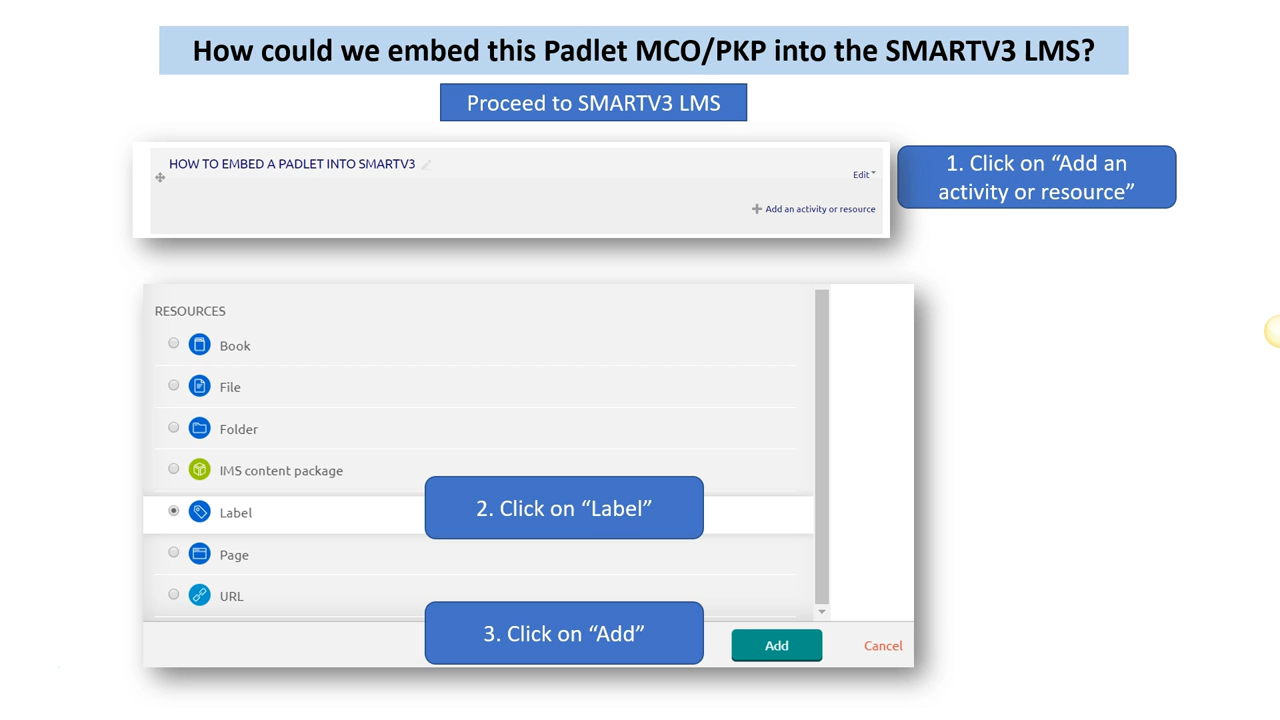 How could we embed this Padlet MCO/PKP into the SMARTV3 LMS?
Proceed to SMARTV3 LMS
HOW TO EMBED A PADLET INTO SMARTV3
Edit
Add an activity or resource
1. Click on “Add an
activity or resource”
RESOURCES
Book
File
Folder
IMS content package
2. Click on “Label”
Label
Page
URL
3. Click on “Add”
Add
Cancel